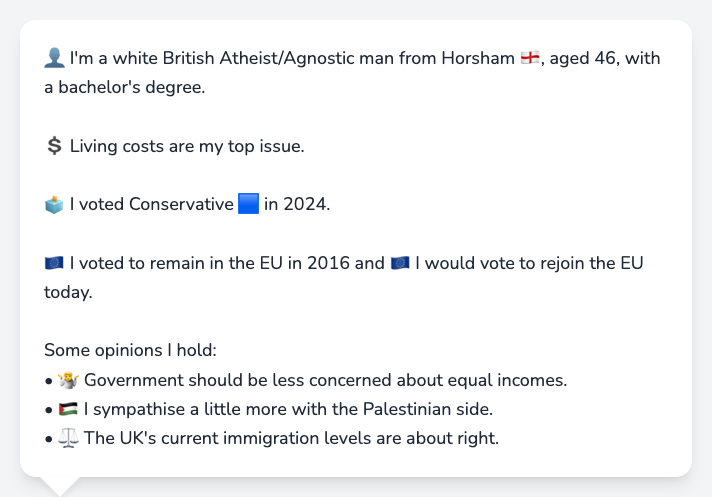 👤 I'm a white British Atheist/Agnostic man from Horsham 🏴󠁧󠁢󠁥󠁮󠁧󠁿, aged 46, with
a bachelor's degree.
💲 Living costs are my top issue.
🗳️ I voted Conservative 🟦 in 2024.
🇪🇺 I voted to remain in the EU in 2016 and 🇪🇺 I would vote to rejoin the EU
today.
Some opinions I hold:
• 🤷 Government should be less concerned about equal incomes.
• 🇵🇸 I sympathise a little more with the Palestinian side.
• ⚖️ The UK's current immigration levels are about right.